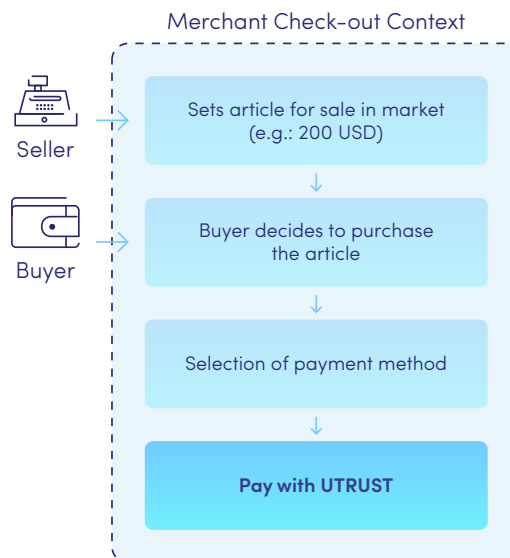 Merchant Check-out Context
Sets article for sale in market
(e.g.: 200 USD)
Seller
Buyer decides to purchase
the article
Buyer
Selection of payment method
Pay with UTRUST